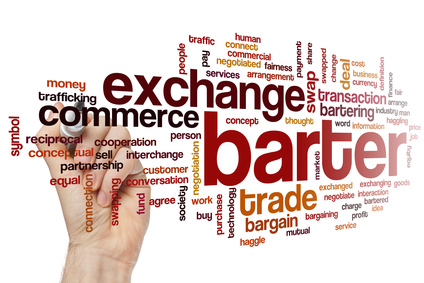 traffic
human
connect
commercial
negotiated
fairness
people
pay
services
arrangement
payment
share
swapped
change
deal
cost
business
currency
definition
finance
fair
arrange
industry man
money
trafficking
exchange
swap
transaction
bartering
commerce
concept
thought
word
information
haggling
price
job
equity
symbol
reciprocal
cooperation
person
conceptual
sell
interchange
partnership
customer
equal
conversation
negotiation
barter
market
connection
swapping
fund
agree
society
work
buy
purchase
technology
trade
bargain
haggle
mutual
exchanged
exchanging
goods
negotiate
interaction
charge
bartered
bargaining
profit
idea
service